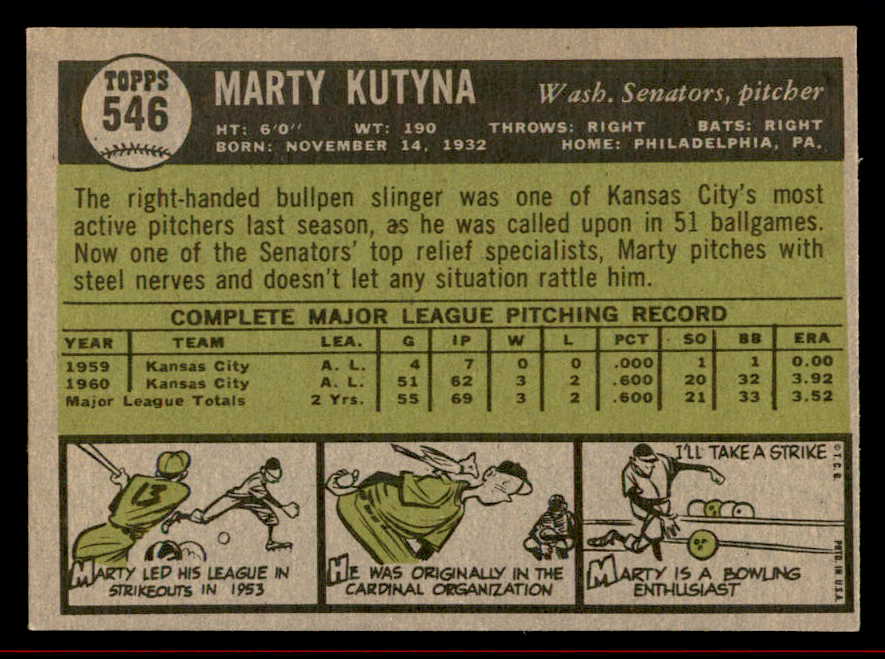 TOPPS
546
MARTY KUTYNA
Wash. Senators, pitcher
HT: 6'0" WT: 190 THROWS: RIGHT BATS: RIGHT
BORN: NOVEMBER 14, 1932 HOME: PHILADELPHIA, PA.
The right-handed bullpen slinger was one of Kansas City's most
active pitchers last season, as he was called upon in 51 ballgames.
Now one of the Senators' top relief specialists, Marty pitches with
steel nerves and doesn't let any situation rattle him.
COMPLETE MAJOR LEAGUE PITCHING RECORD
YEAR TEAM LEA. G IP W L PCT SO BB ERA
1959 Kansas City A. L. 4 7 0 0 .000 1 1 0.00
1960 Kansas City A. L. 51 62 3 2 .600 20 32 3.92
Major League Totals 2 Yrs. 55 69 3 2 .600 21 33 3.52
13
MARTY LED HIS LEAGUE IN
STRIKEOUTS IN 1953
HE WAS ORIGINALLY IN THE
CARDINAL ORGANIZATION
I'LL TAKE A STRIKE
MARTY IS A BOWLING
ENTHUSIAST
© T. C. G. PRTD. IN U.S.A.